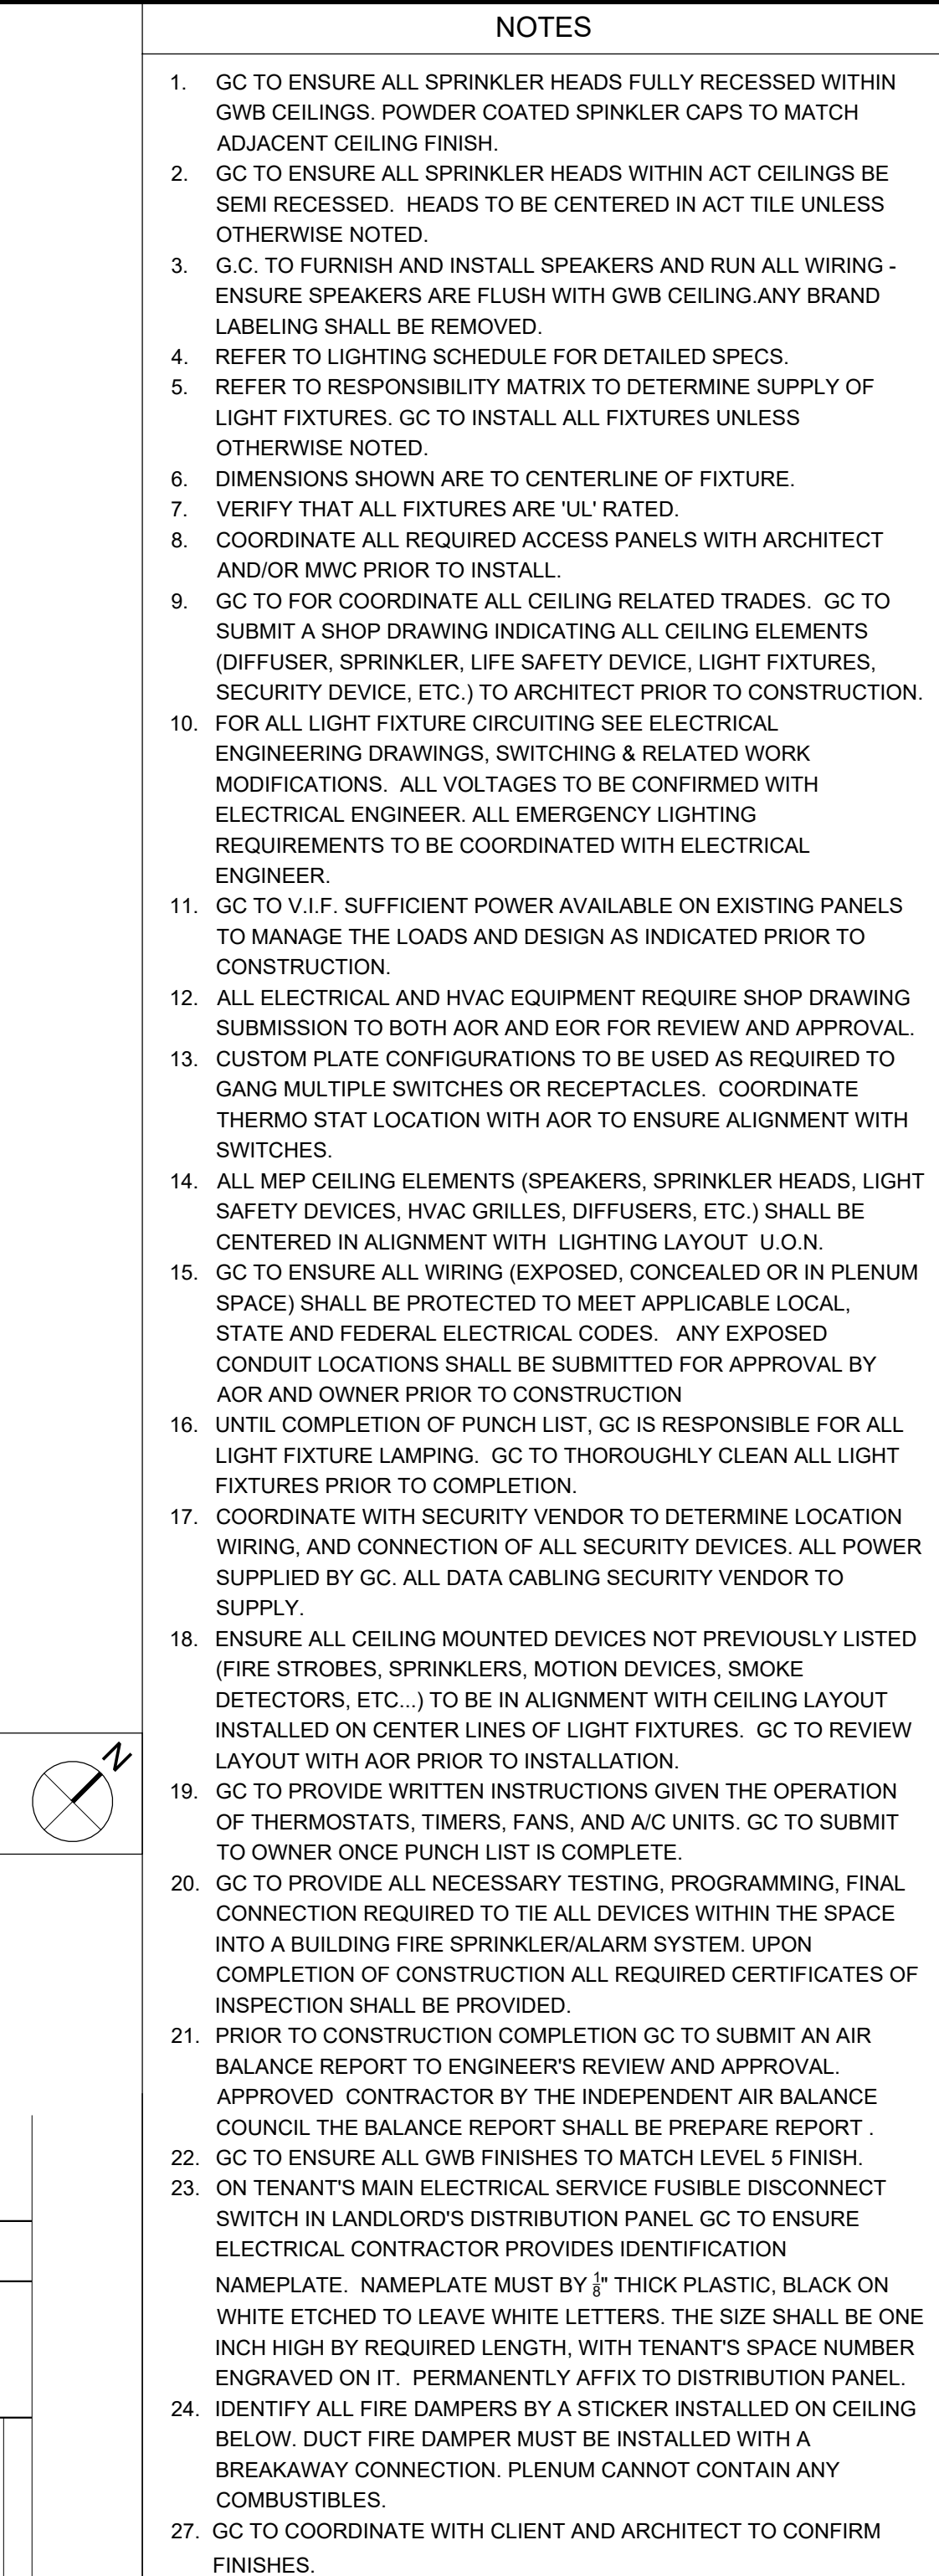 NOTES
1. GC TO ENSURE ALL SPRINKLER HEADS FULLY RECESSED WITHIN
GWB CEILINGS. POWDER COATED SPINKLER CAPS TO MATCH
ADJACENT CEILING FINISH.
2. GC TO ENSURE ALL SPRINKLER HEADS WITHIN ACT CEILINGS BE
SEMI RECESSED. HEADS TO BE CENTERED IN ACT TILE UNLESS
OTHERWISE NOTED.
3. G.C. TO FURNISH AND INSTALL SPEAKERS AND RUN ALL WIRING -
ENSURE SPEAKERS ARE FLUSH WITH GWB CEILING.ANY BRAND
LABELING SHALL BE REMOVED.
4. REFER TO LIGHTING SCHEDULE FOR DETAILED SPECS.
5. REFER TO RESPONSIBILITY MATRIX TO DETERMINE SUPPLY OF
LIGHT FIXTURES. GC TO INSTALL ALL FIXTURES UNLESS
OTHERWISE NOTED.
6. DIMENSIONS SHOWN ARE TO CENTERLINE OF FIXTURE.
7. VERIFY THAT ALL FIXTURES ARE 'UL' RATED.
8. COORDINATE ALL REQUIRED ACCESS PANELS WITH ARCHITECT
AND/OR MWC PRIOR TO INSTALL.
9. GC TO FOR COORDINATE ALL CEILING RELATED TRADES. GC TO
SUBMIT A SHOP DRAWING INDICATING ALL CEILING ELEMENTS
(DIFFUSER, SPRINKLER, LIFE SAFETY DEVICE, LIGHT FIXTURES,
SECURITY DEVICE, ETC.) TO ARCHITECT PRIOR TO CONSTRUCTION.
10. FOR ALL LIGHT FIXTURE CIRCUITING SEE ELECTRICAL
ENGINEERING DRAWINGS, SWITCHING & RELATED WORK
MODIFICATIONS. ALL VOLTAGES TO BE CONFIRMED WITH
ELECTRICAL ENGINEER. ALL EMERGENCY LIGHTING
REQUIREMENTS TO BE COORDINATED WITH ELECTRICAL
ENGINEER.
11. GC TO V.I.F. SUFFICIENT POWER AVAILABLE ON EXISTING PANELS
TO MANAGE THE LOADS AND DESIGN AS INDICATED PRIOR TO
CONSTRUCTION.
12. ALL ELECTRICAL AND HVAC EQUIPMENT REQUIRE SHOP DRAWING
SUBMISSION TO BOTH AOR AND EOR FOR REVIEW AND APPROVAL.
13. CUSTOM PLATE CONFIGURATIONS TO BE USED AS REQUIRED TO
GANG MULTIPLE SWITCHES OR RECEPTACLES. COORDINATE
THERMO STAT LOCATION WITH AOR TO ENSURE ALIGNMENT WITH
SWITCHES.
14. ALL MEP CEILING ELEMENTS (SPEAKERS, SPRINKLER HEADS, LIGHT
SAFETY DEVICES, HVAC GRILLES, DIFFUSERS, ETC.) SHALL BE
CENTERED IN ALIGNMENT WITH LIGHTING LAYOUT U.O.N.
15. GC TO ENSURE ALL WIRING (EXPOSED, CONCEALED OR IN PLENUM
SPACE) SHALL BE PROTECTED TO MEET APPLICABLE LOCAL,
STATE AND FEDERAL ELECTRICAL CODES. ANY EXPOSED
CONDUIT LOCATIONS SHALL BE SUBMITTED FOR APPROVAL BY
AOR AND OWNER PRIOR TO CONSTRUCTION
16. UNTIL COMPLETION OF PUNCH LIST, GC IS RESPONSIBLE FOR ALL
LIGHT FIXTURE LAMPING. GC TO THOROUGHLY CLEAN ALL LIGHT
FIXTURES PRIOR TO COMPLETION.
17. COORDINATE WITH SECURITY VENDOR TO DETERMINE LOCATION
WIRING, AND CONNECTION OF ALL SECURITY DEVICES. ALL POWER
SUPPLIED BY GC. ALL DATA CABLING SECURITY VENDOR TO
SUPPLY.
18. ENSURE ALL CEILING MOUNTED DEVICES NOT PREVIOUSLY LISTED
(FIRE STROBES, SPRINKLERS, MOTION DEVICES, SMOKE
DETECTORS, ETC...) TO BE IN ALIGNMENT WITH CEILING LAYOUT
INSTALLED ON CENTER LINES OF LIGHT FIXTURES. GC TO REVIEW
LAYOUT WITH AOR PRIOR TO INSTALLATION.
N
19. GC TO PROVIDE WRITTEN INSTRUCTIONS GIVEN THE OPERATION
OF THERMOSTATS, TIMERS, FANS, AND A/C UNITS. GC TO SUBMIT
TO OWNER ONCE PUNCH LIST IS COMPLETE.
20. GC TO PROVIDE ALL NECESSARY TESTING, PROGRAMMING, FINAL
CONNECTION REQUIRED TO TIE ALL DEVICES WITHIN THE SPACE
INTO A BUILDING FIRE SPRINKLER/ALARM SYSTEM. UPON
COMPLETION OF CONSTRUCTION ALL REQUIRED CERTIFICATES OF
INSPECTION SHALL BE PROVIDED.
21. PRIOR TO CONSTRUCTION COMPLETION GC TO SUBMIT AN AIR
BALANCE REPORT TO ENGINEER'S REVIEW AND APPROVAL.
APPROVED CONTRACTOR BY THE INDEPENDENT AIR BALANCE
COUNCIL THE BALANCE REPORT SHALL BE PREPARE REPORT .
22. GC TO ENSURE ALL GWB FINISHES TO MATCH LEVEL 5 FINISH.
23. ON TENANT'S MAIN ELECTRICAL SERVICE FUSIBLE DISCONNECT
SWITCH IN LANDLORD'S DISTRIBUTION PANEL GC TO ENSURE
ELECTRICAL CONTRACTOR PROVIDES IDENTIFICATION
NAMEPLATE. NAMEPLATE MUST BY 1/8" THICK PLASTIC, BLACK ON
WHITE ETCHED TO LEAVE WHITE LETTERS. THE SIZE SHALL BE ONE
INCH HIGH BY REQUIRED LENGTH, WITH TENANT'S SPACE NUMBER
ENGRAVED ON IT. PERMANENTLY AFFIX TO DISTRIBUTION PANEL.
24. IDENTIFY ALL FIRE DAMPERS BY A STICKER INSTALLED ON CEILING
BELOW. DUCT FIRE DAMPER MUST BE INSTALLED WITH A
BREAKAWAY CONNECTION. PLENUM CANNOT CONTAIN ANY
COMBUSTIBLES.
27. GC TO COORDINATE WITH CLIENT AND ARCHITECT TO CONFIRM
FINISHES.